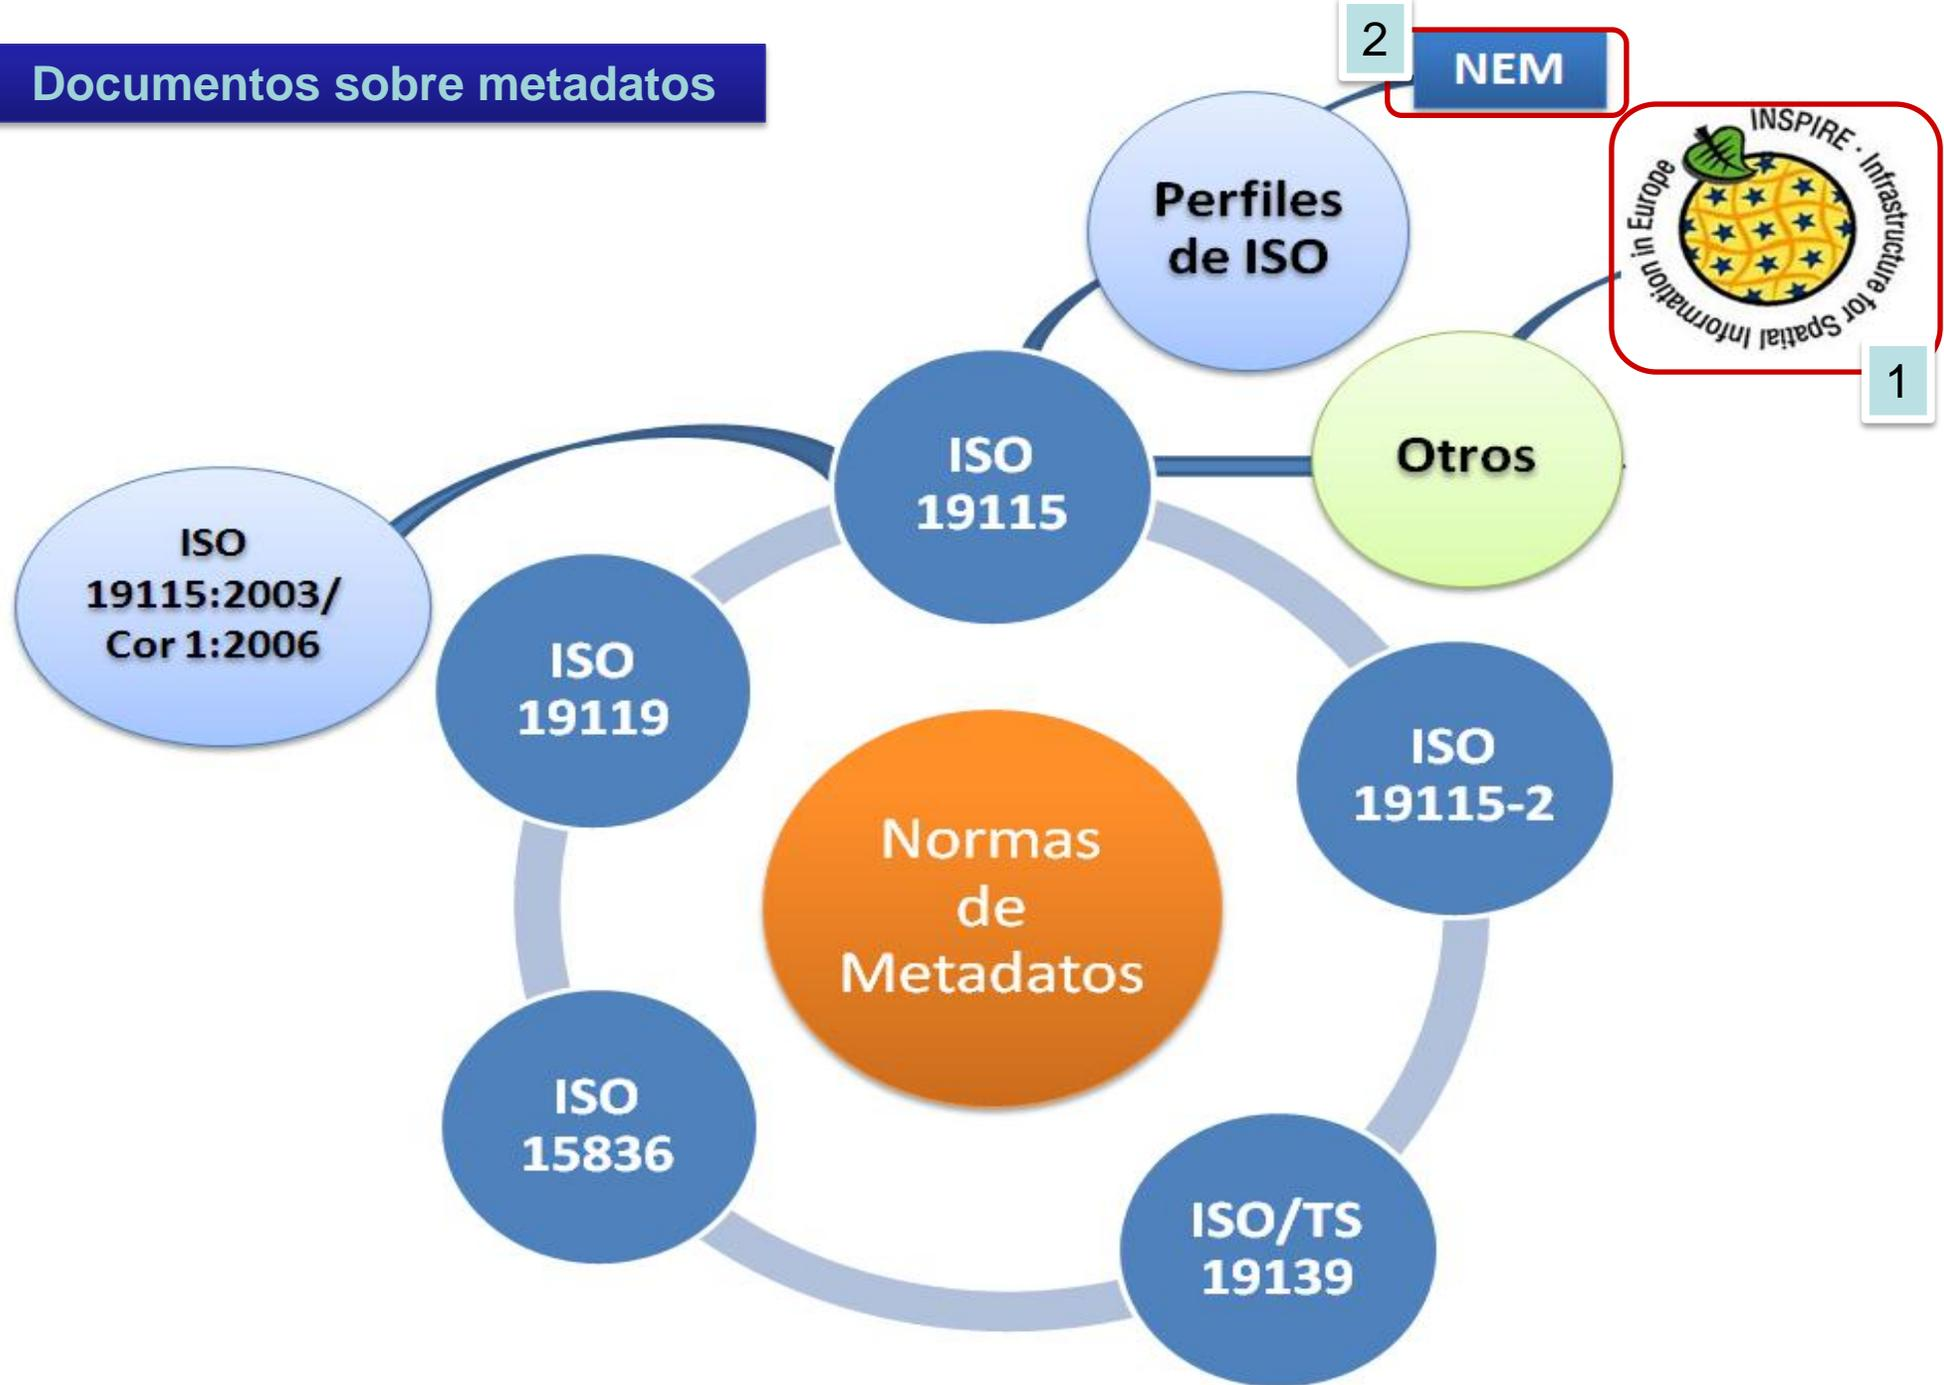 Documentos sobre metadatos
2
NEM
INSPIRE · Infrastructure for Spatial Information in Europe
1
Perfiles
de ISO
Otros
ISO
19115
ISO
19115:2003/
Cor 1:2006
ISO
19119
ISO
19115-2
Normas
de
Metadatos
ISO
15836
ISO/TS
19139